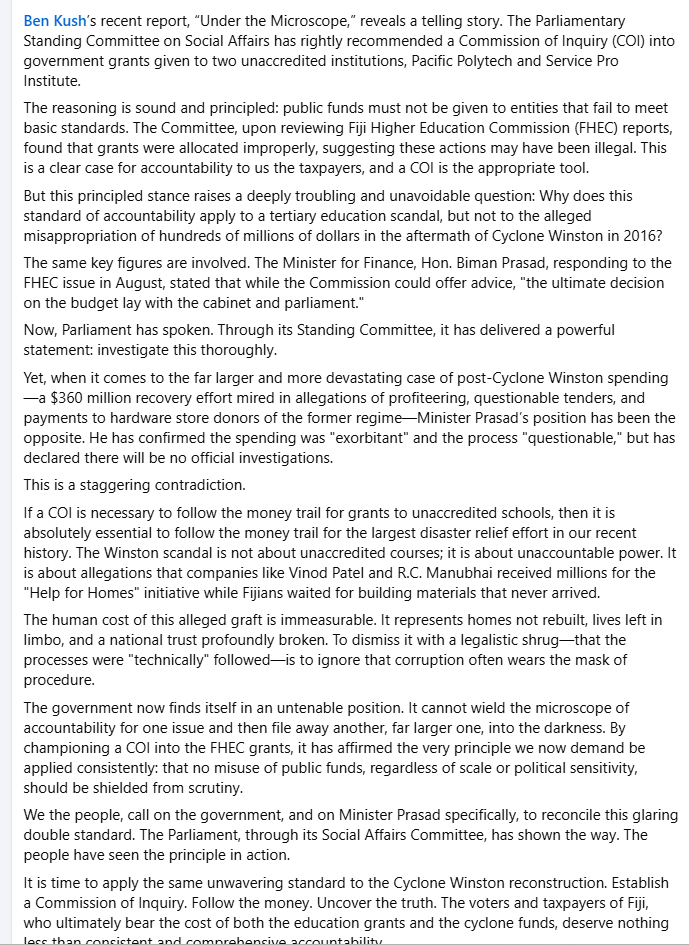 Ben Kush's recent report, "Under the Microscope," reveals a telling story. The Parliamentary
Standing Committee on Social Affairs has rightly recommended a Commission of Inquiry (COI) into
government grants given to two unaccredited institutions, Pacific Polytech and Service Pro
Institute.
The reasoning is sound and principled: public funds must not be given to entities that fail to meet
basic standards. The Committee, upon reviewing Fiji Higher Education Commission (FHEC) reports,
found that grants were allocated improperly, suggesting these actions may have been illegal. This
is a clear case for accountability to us the taxpayers, and a COI is the appropriate tool.
But this principled stance raises a deeply troubling and unavoidable question: Why does this
standard of accountability apply to a tertiary education scandal, but not to the alleged
misappropriation of hundreds of millions of dollars in the aftermath of Cyclone Winston in 2016?
The same key figures are involved. The Minister for Finance, Hon. Biman Prasad, responding to the
FHEC issue in August, stated that while the Commission could offer advice, "the ultimate decision
on the budget lay with the cabinet and parliament."
Now, Parliament has spoken. Through its Standing Committee, it has delivered a powerful
statement: investigate this thoroughly.
Yet, when it comes to the far larger and more devastating case of post-Cyclone Winston spending
—a $360 million recovery effort mired in allegations of profiteering, questionable tenders, and
payments to hardware store donors of the former regime—Minister Prasad's position has been the
opposite. He has confirmed the spending was "exorbitant" and the process "questionable," but has
declared there will be no official investigations.
This is a staggering contradiction.
If a COI is necessary to follow the money trail for grants to unaccredited schools, then it is
absolutely essential to follow the money trail for the largest disaster relief effort in our recent
history. The Winston scandal is not about unaccredited courses; it is about unaccountable power. It
is about allegations that companies like Vinod Patel and R.C. Manubhai received millions for the
"Help for Homes" initiative while Fijians waited for building materials that never arrived.
The human cost of this alleged graft is immeasurable. It represents homes not rebuilt, lives left in
limbo, and a national trust profoundly broken. To dismiss it with a legalistic shrug—that the
processes were "technically" followed—is to ignore that corruption often wears the mask of
procedure.
The government now finds itself in an untenable position. It cannot wield the microscope of
accountability for one issue and then file away another, far larger one, into the darkness. By
championing a COI into the FHEC grants, it has affirmed the very principle we now demand be
applied consistently: that no misuse of public funds, regardless of scale or political sensitivity,
should be shielded from scrutiny.
We the people, call on the government, and on Minister Prasad specifically, to reconcile this glaring
double standard. The Parliament, through its Social Affairs Committee, has shown the way. The
people have seen the principle in action.
It is time to apply the same unwavering standard to the Cyclone Winston reconstruction. Establish
a Commission of Inquiry. Follow the money. Uncover the truth. The voters and taxpayers of Fiji,
who ultimately bear the cost of both the education grants and the cyclone funds, deserve nothing
less than consistent and comprehensive accountability.